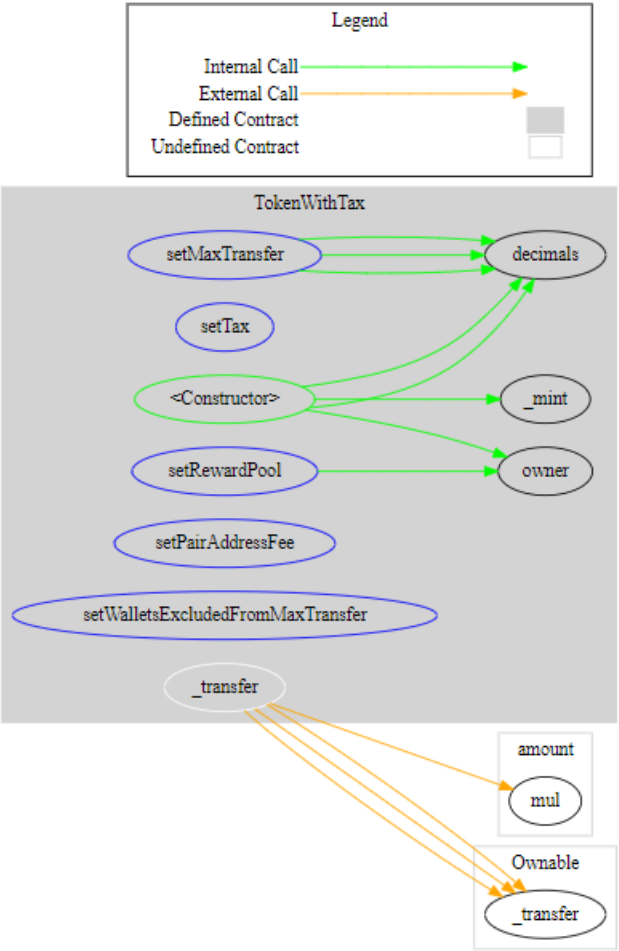 Legend
Internal Call
External Call
Defined Contract
Undefined Contract
TokenWithTax
setMaxTransfer
decimals
setTax
<Constructor>
_mint
setRewardPool
owner
setPairAddressFee
setWalletsExcludedFromMaxTransfer
_transfer
amount
mul
Ownable
_transfer